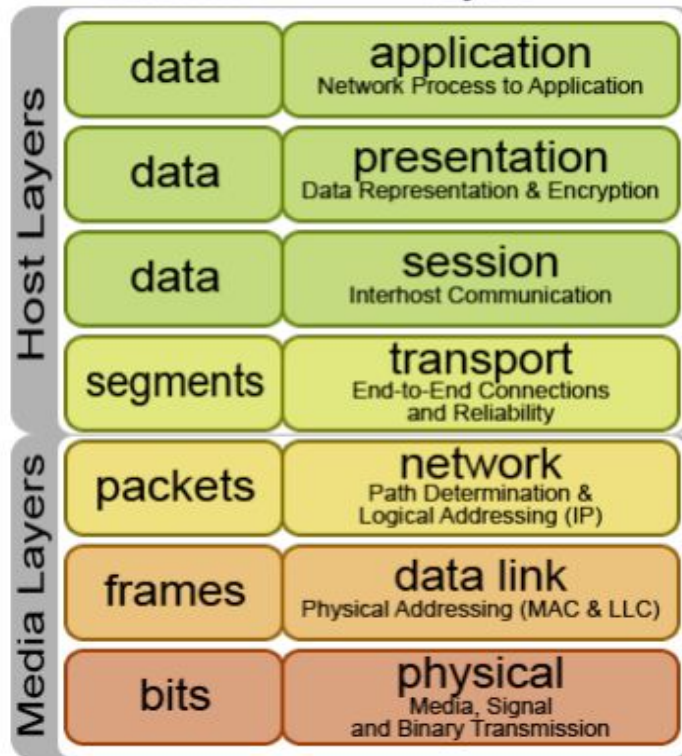 Host Layers
data
application
Network Process to Application
data
presentation
Data Representation & Encryption
data
session
Interhost Communication
segments
transport
End-to-End Connections
and Reliability
Media Layers
packets
network
Path Determination &
Logical Addressing (IP)
frames
data link
Physical Addressing (MAC & LLC)
bits
physical
Media, Signal
and Binary Transmission